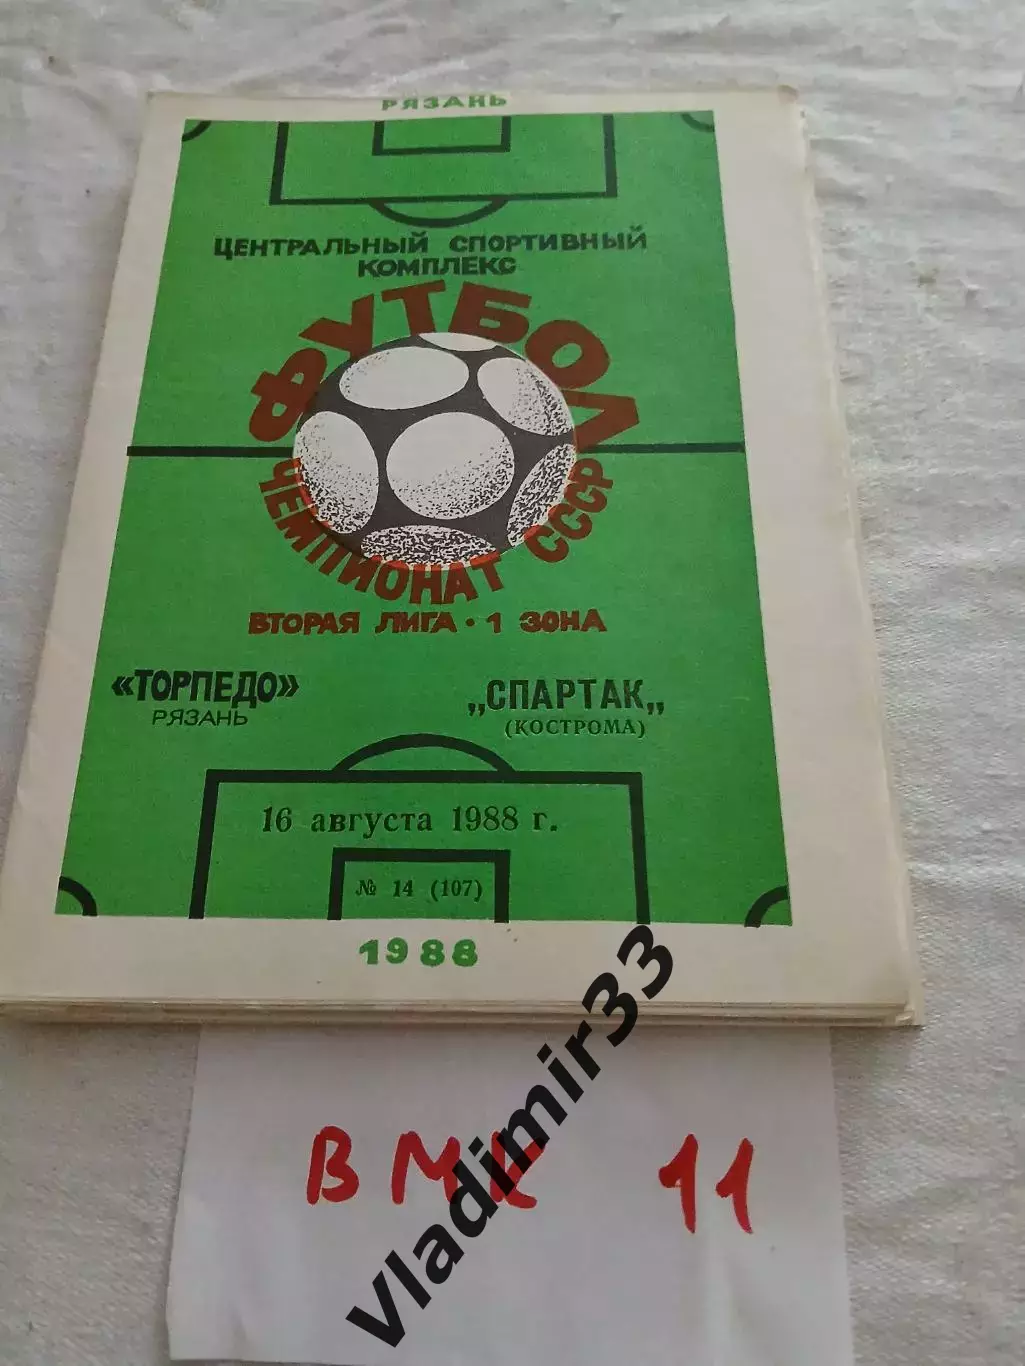 РЯЗАНЬ
ЦЕНТРАЛЬНЫЙ СПОРТИВНЫЙ
КОМПЛЕКС
ФУТБОЛ
ЧЕМПИОНАТ СССР
ВТОРАЯ ЛИГА · 1 ЗОНА
«ТОРПЕДО»
РЯЗАНЬ
„СПАРТАК„
(КОСТРОМА)
16 августа 1988 г.
№ 14 (107)
1988
ВМК 11
Vladimir33